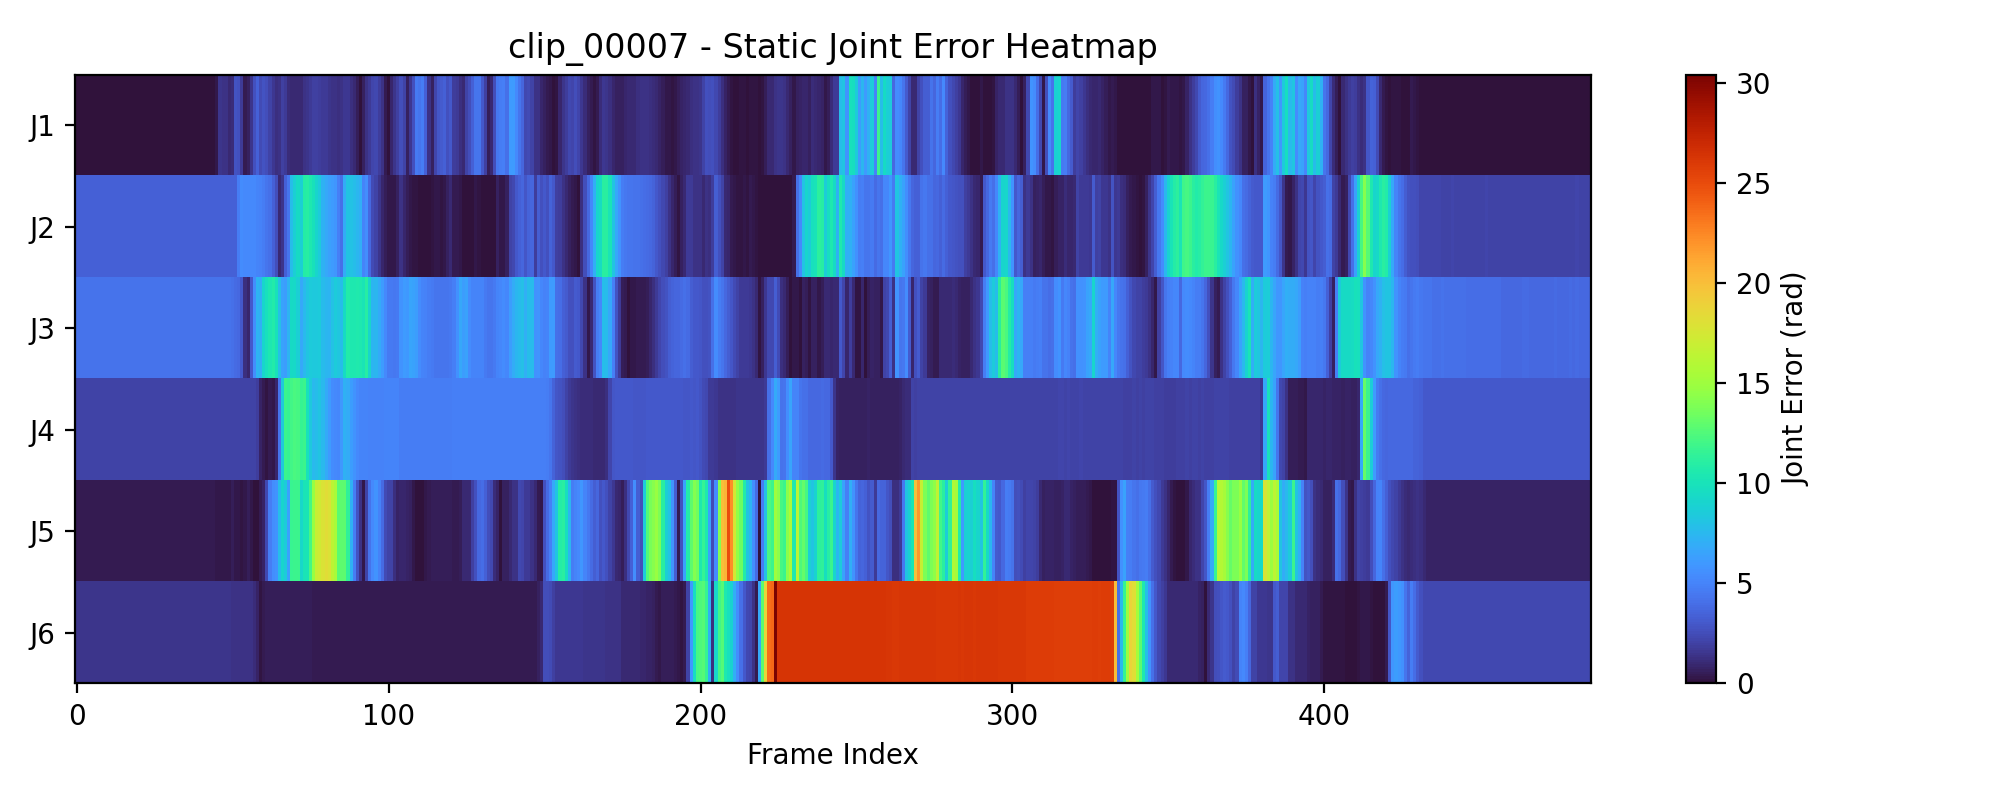 clip_00007 - Static Joint Error Heatmap
J1
J2
J3
J4
J5
J6
0 100 200 300 400
Frame Index
30
25
20
15
10
5
0
Joint Error (rad)